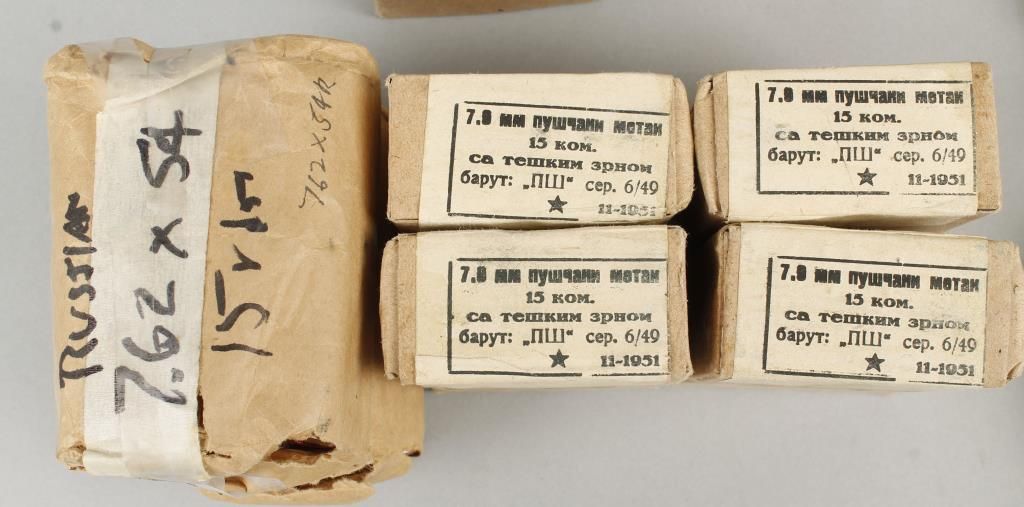 RUSSIAN
7.62 x 54
15 rds
762x54R
7.9 мм пушчани метак
15 ком.
са тешким зрном
барут: „ПШ“ сер. 6/49
11-1951
7.9 мм пушчани метак
15 ком.
са тешким зрном
барут: „ПШ“ сер. 6/49
11-1951
7.9 мм пушчани метак
15 ком.
са тешким зрном
барут: „ПШ“ сер. 6/49
11-1951
7.9 мм пушчани метак
15 ком.
са тешким зрном
барут: „ПШ“ сер. 6/49
11-1951